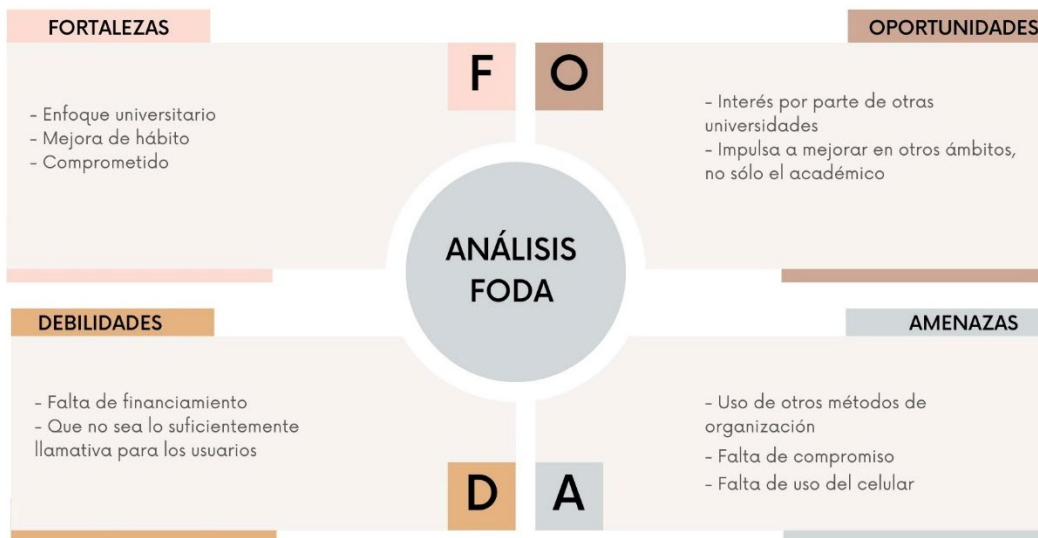 FORTALEZAS
F
- Enfoque universitario
- Mejora de hábito
- Comprometido
OPORTUNIDADES
O
- Interés por parte de otras
universidades
- Impulsa a mejorar en otros ámbitos,
no sólo el académico
ANÁLISIS
FODA
DEBILIDADES
- Falta de financiamiento
- Que no sea lo suficientemente
llamativa para los usuarios
D
AMENAZAS
- Uso de otros métodos de
organización
- Falta de compromiso
- Falta de uso del celular
A